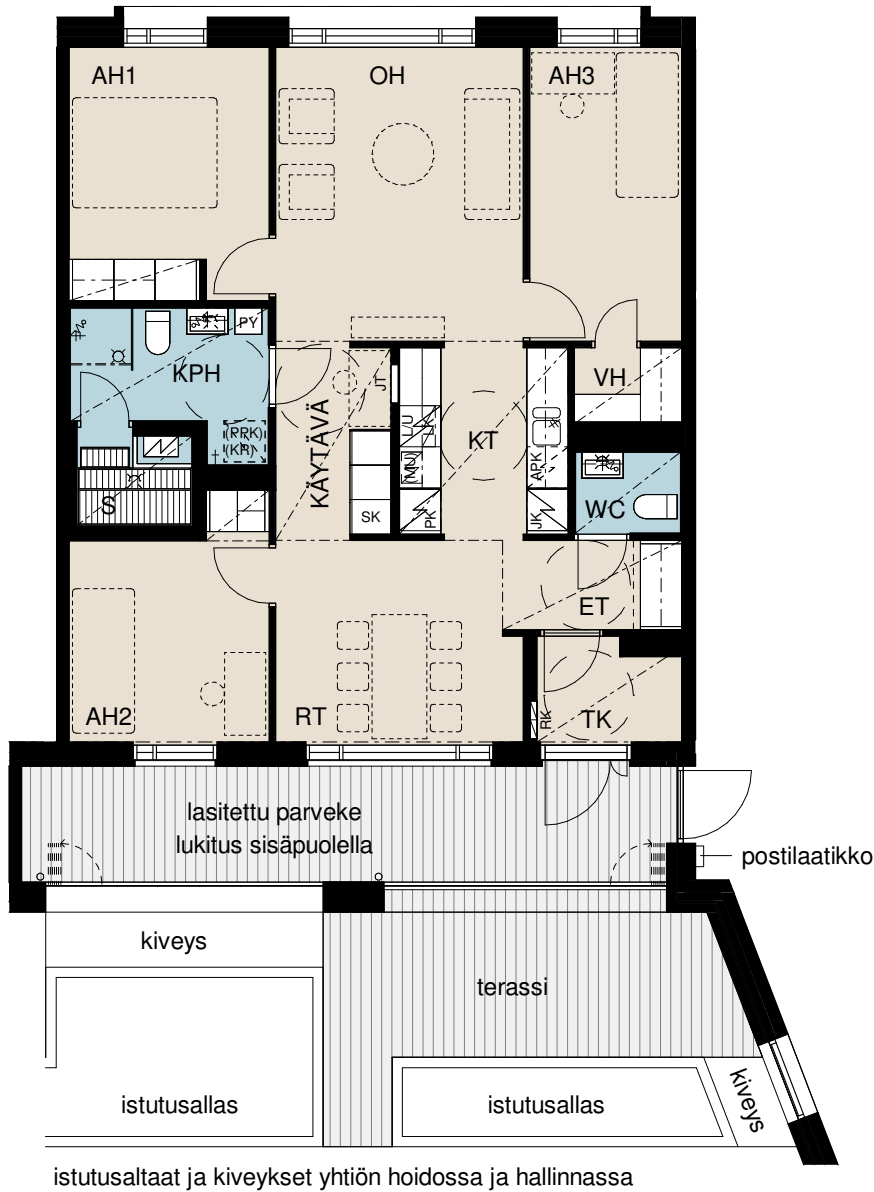 AH1
OH
AH3
PY
KPH
(PPK)
(KR)
S
KÄYTÄVÄ
JT
SK
L/U
(MU)
PK
KT
APK
JK
VH
WC
ET
AH2
RT
RK
TK
lasitettu parveke
lukitus sisäpuolella
postilaatikko
kiveys
terassi
istutusallas
istutusallas
kiveys
istutusaltaat ja kiveykset yhtiön hoidossa ja hallinnassa